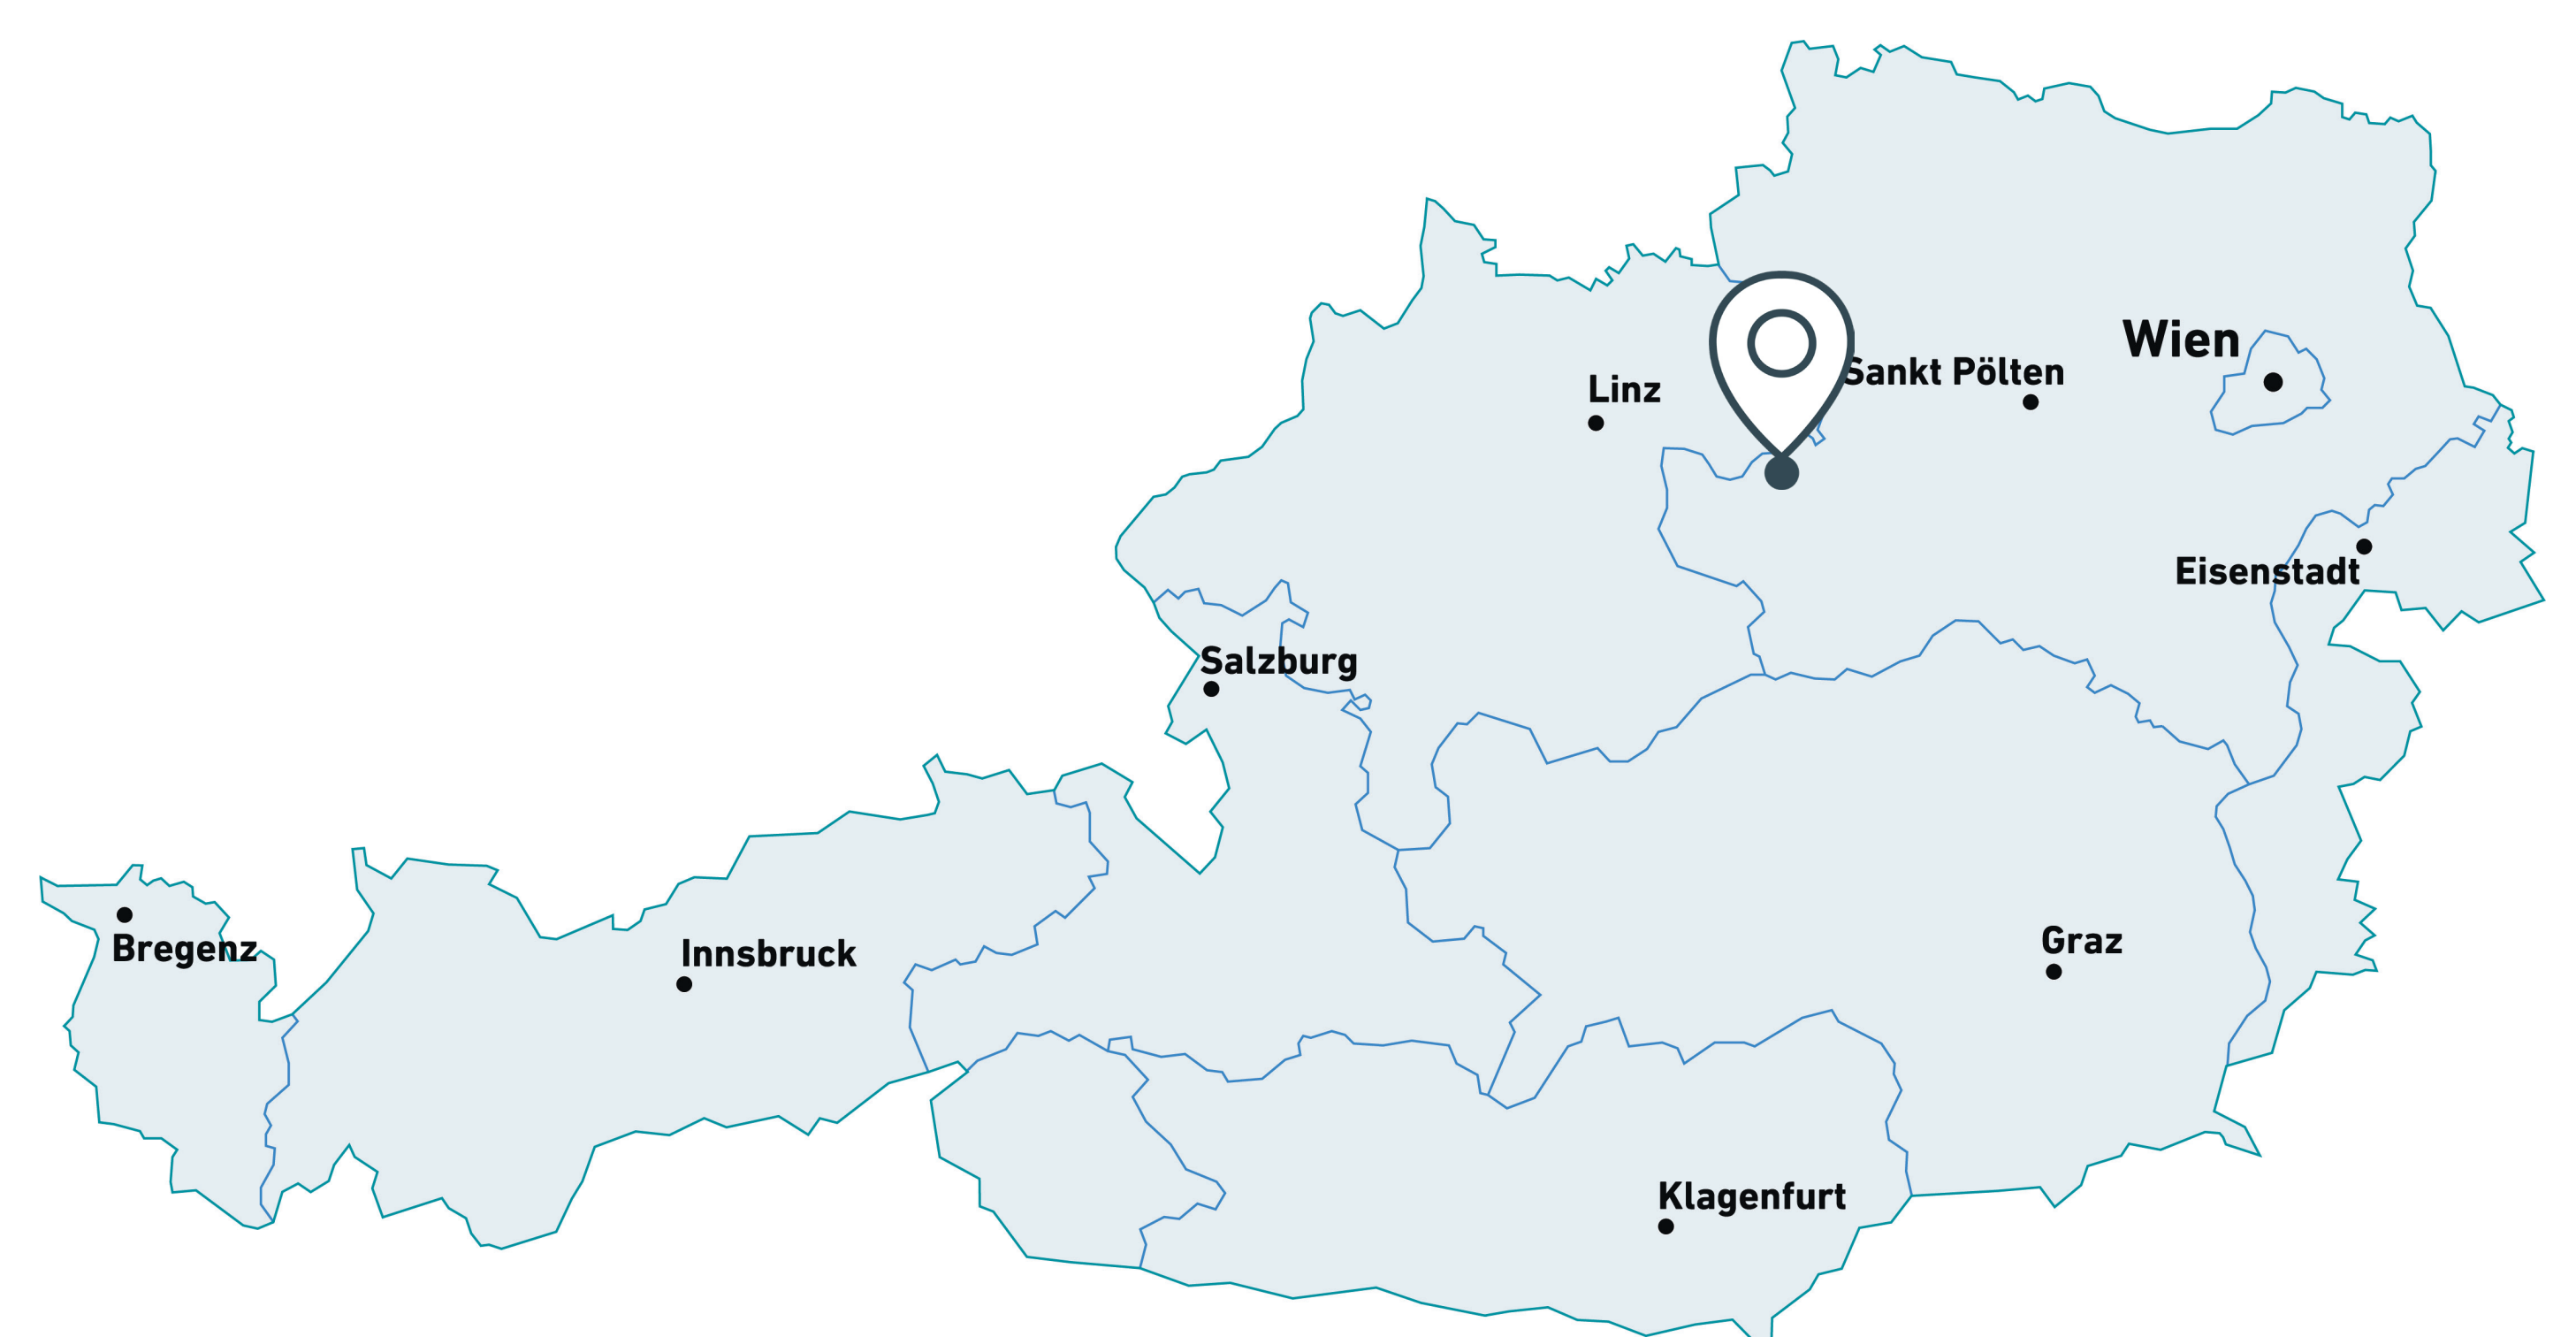 Wien
Sankt Pölten
Linz
Eisenstadt
Salzburg
Graz
Bregenz
Innsbruck
Klagenfurt